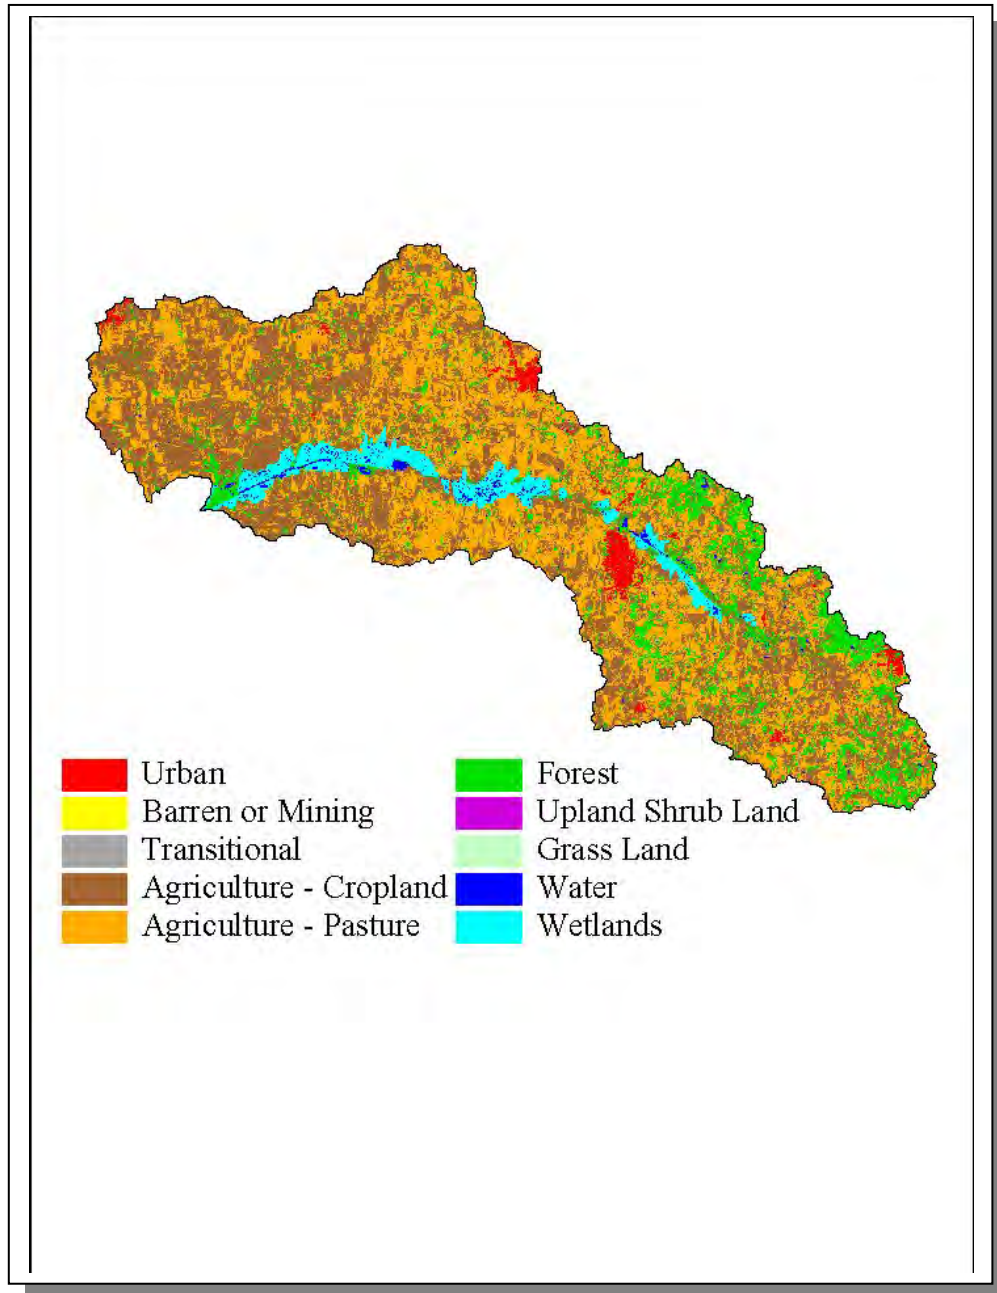 Urban
Barren or Mining
Transitional
Agriculture - Cropland
Agriculture - Pasture
Forest
Upland Shrub Land
Grass Land
Water
Wetlands